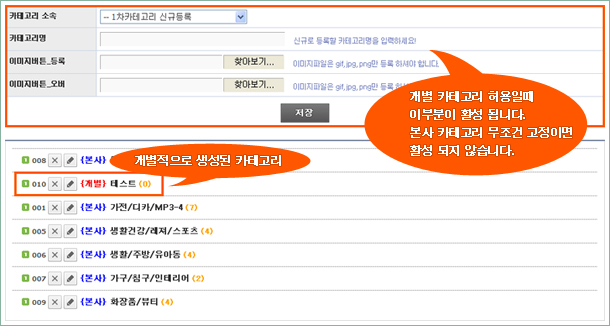 카테고리 소속
-- 1차카테고리 신규등록
카테고리명
신규로 등록할 카테고리명을 입력하세요!
이미지버튼_등록
찾아보기...
이미지파일은 gif,jpg,png만 등록 하셔야 합니다.
이미지버튼_오버
찾아보기...
이미지파일은 gif,jpg,png만 등록 하셔
저장
개별 카테고리 허용일때
이부분이 활성 됩니다.
본사 카테고리 무조건 고정이면
활성 되지 않습니다.
1 008 {본사}
개별적으로 생성된 카테고리
1 010 {개별} 테스트 (0)
1 001 {본사} 가전/디카/MP3-4 (7)
1 005 {본사} 생활건강/레져/스포츠 (4)
1 006 {본사} 생활/주방/유아동 (4)
1 007 {본사} 가구/침구/인테리어 (2)
1 009 {본사} 화장품/뷰티 (4)